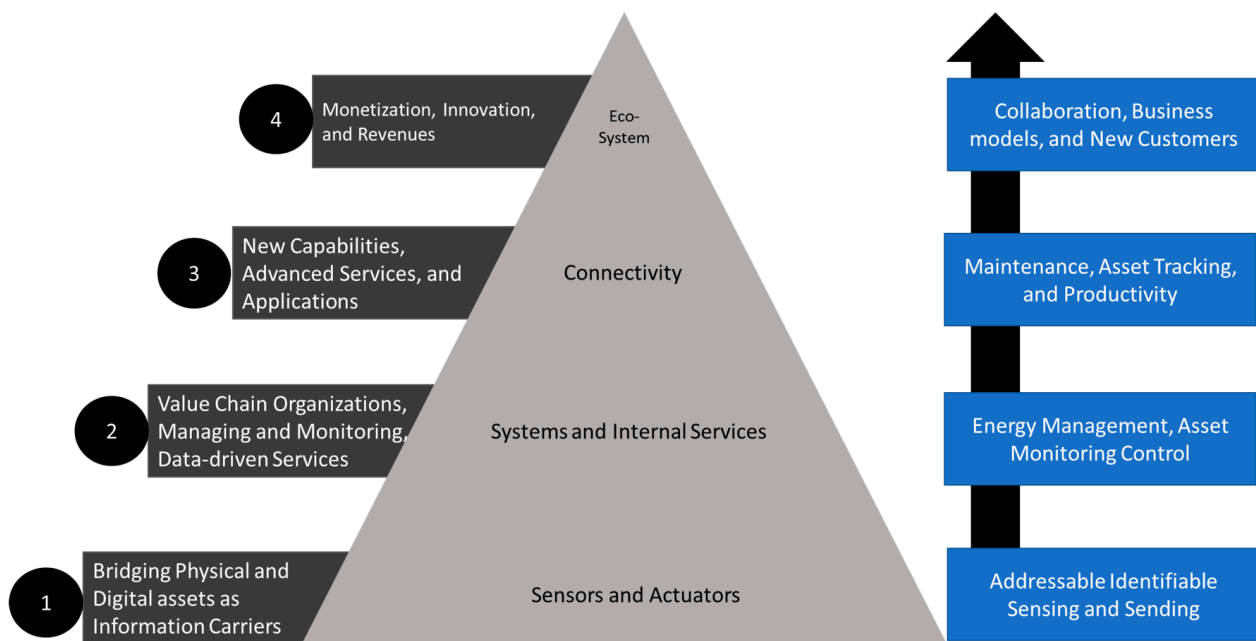 4
Monetization, Innovation,
and Revenues
Eco-
System
Collaboration, Business
models, and New Customers
3
New Capabilities,
Advanced Services, and
Applications
Connectivity
Maintenance, Asset Tracking,
and Productivity
2
Value Chain Organizations,
Managing and Monitoring,
Data-driven Services
Systems and Internal Services
Energy Management, Asset
Monitoring Control
1
Bridging Physical and
Digital assets as
Information Carriers
Sensors and Actuators
Addressable Identifiable
Sensing and Sending